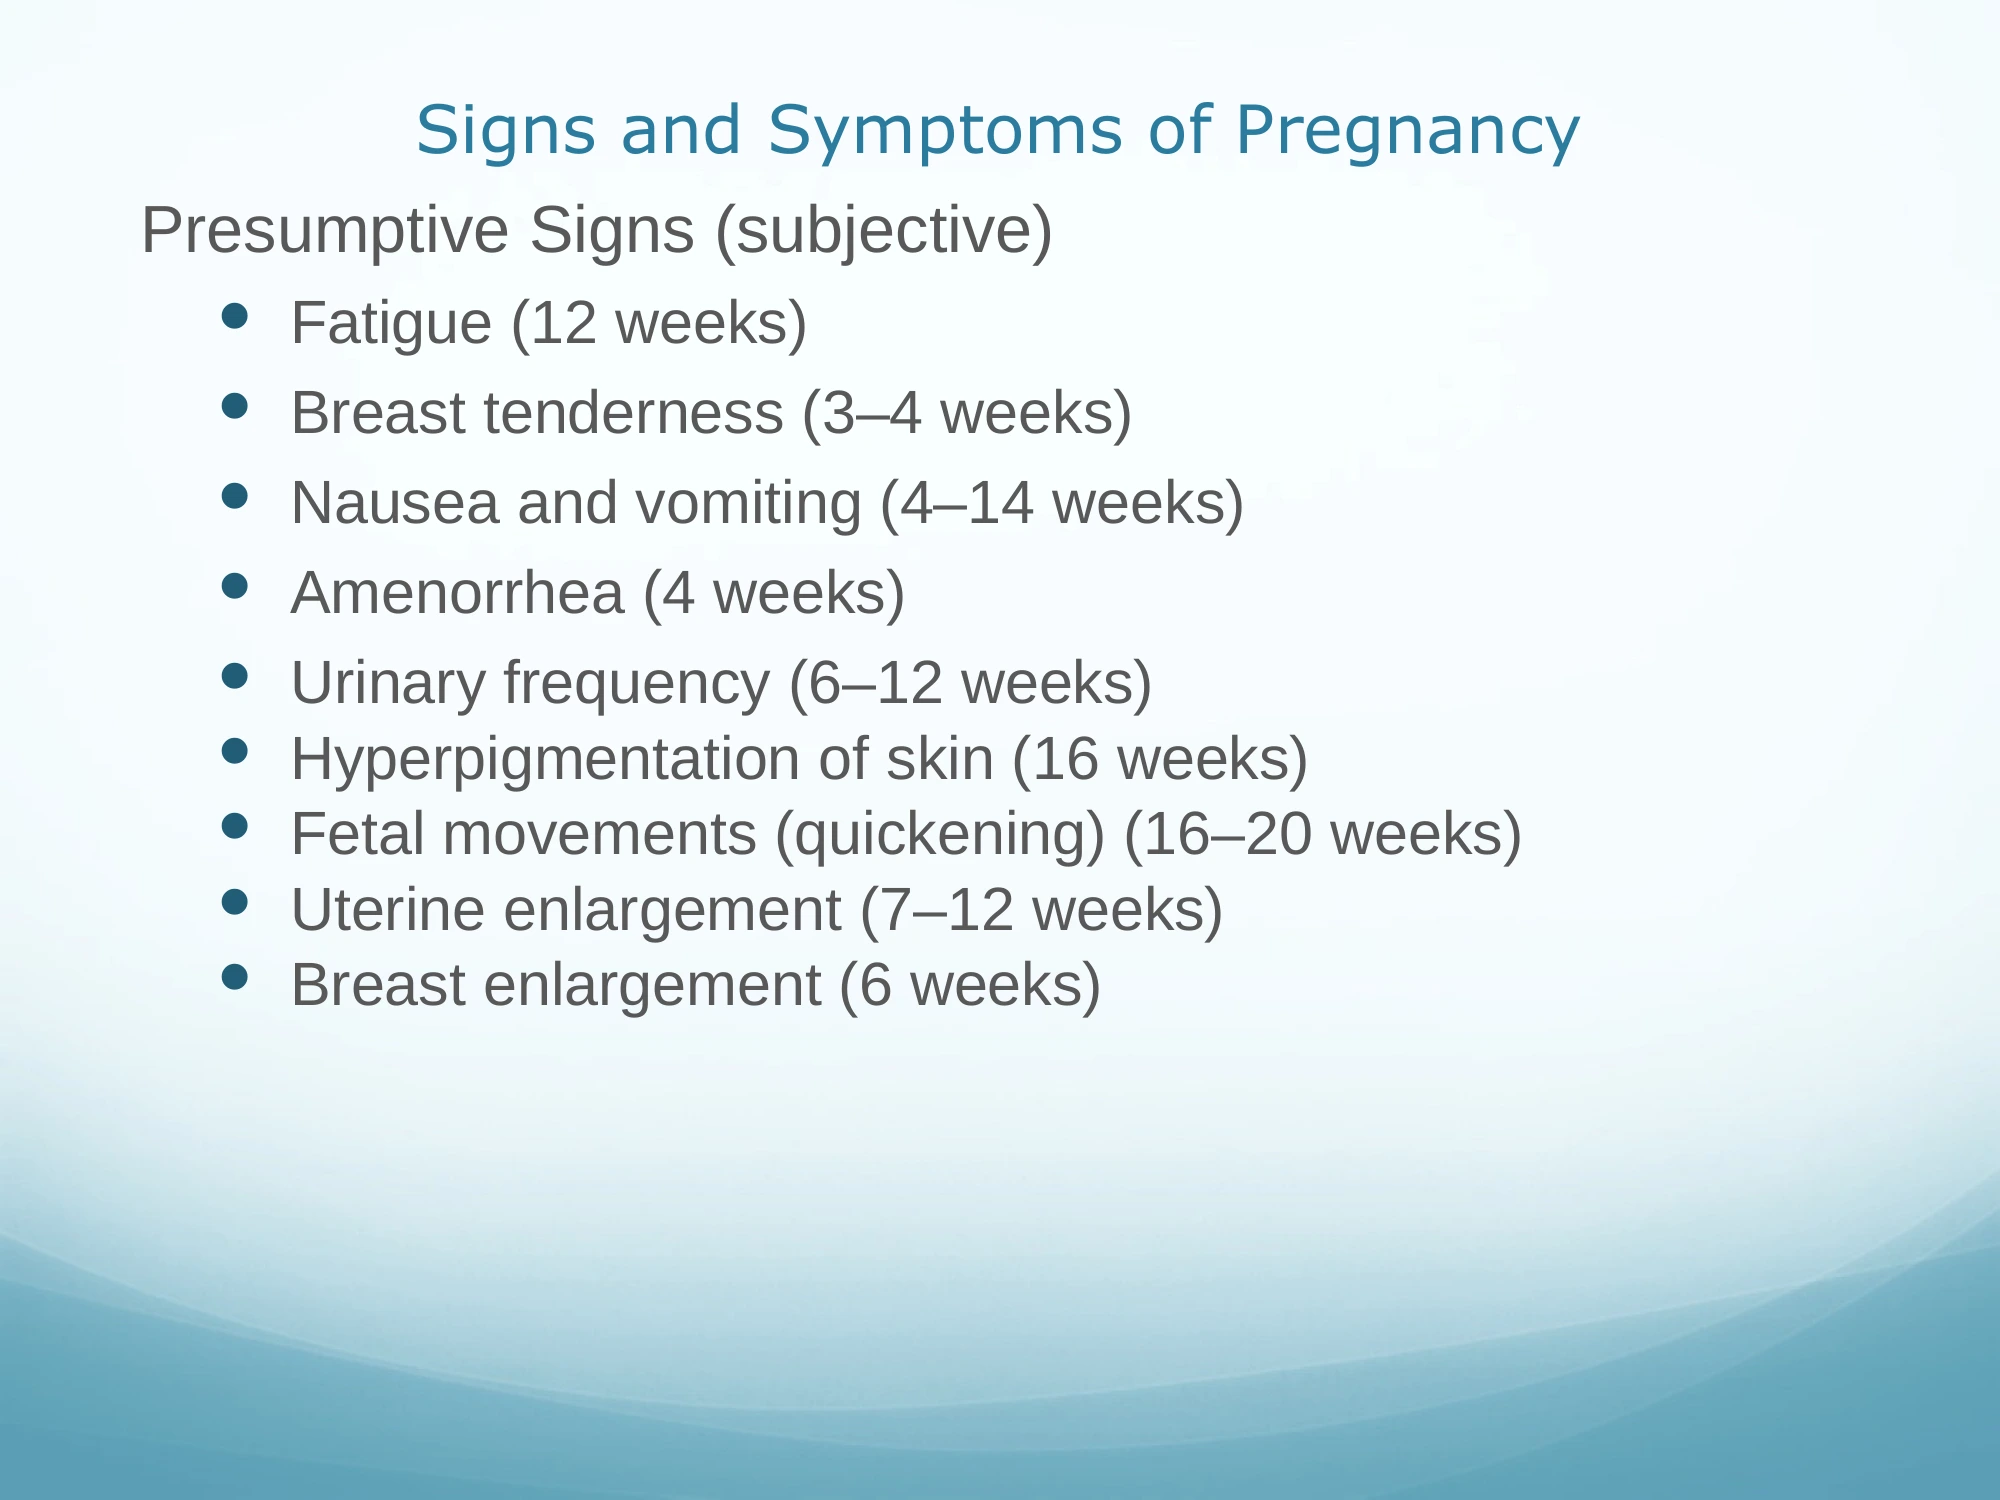 Signs and Symptoms of Pregnancy
Presumptive Signs (subjective)
• Fatigue (12 weeks)
• Breast tenderness (3–4 weeks)
• Nausea and vomiting (4–14 weeks)
• Amenorrhea (4 weeks)
• Urinary frequency (6–12 weeks)
• Hyperpigmentation of skin (16 weeks)
• Fetal movements (quickening) (16–20 weeks)
• Uterine enlargement (7–12 weeks)
• Breast enlargement (6 weeks)